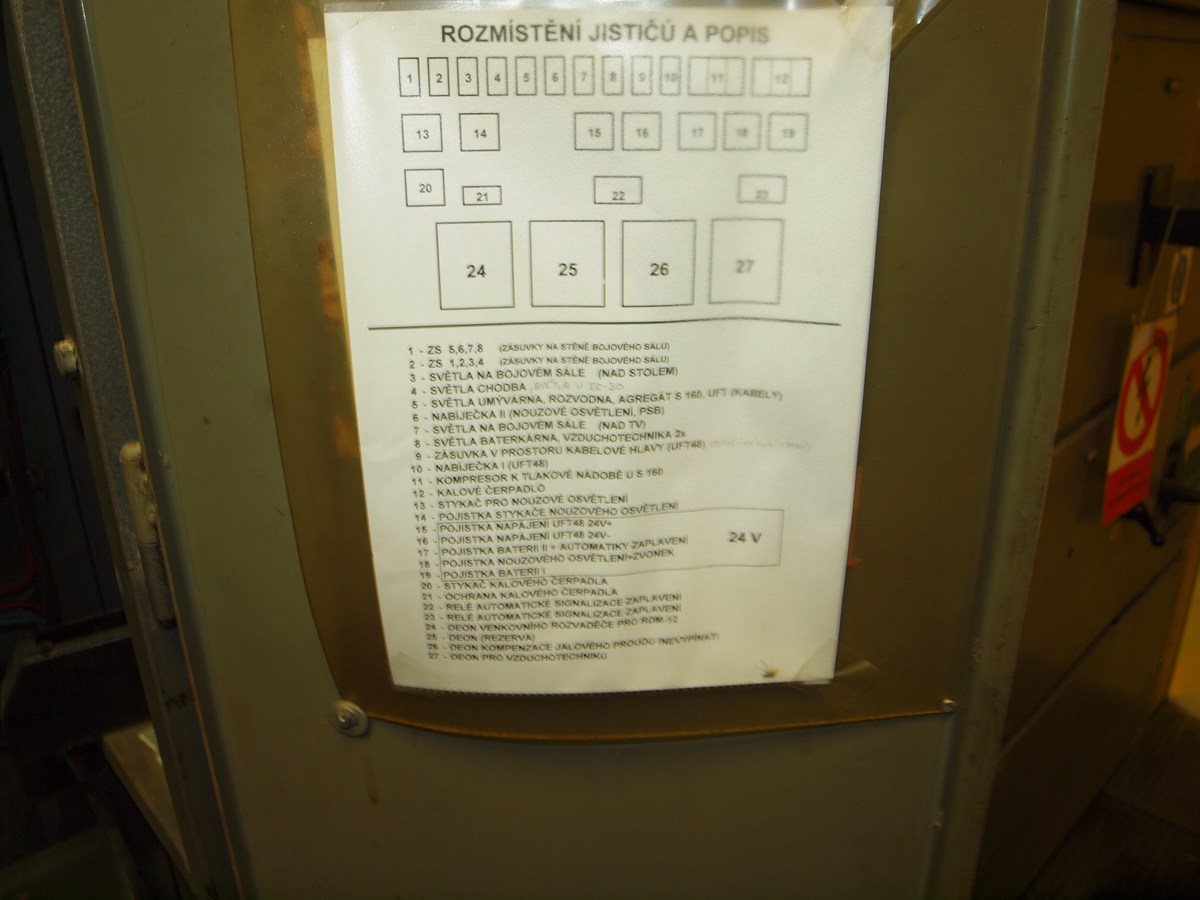 ROZMÍSTĚNÍ JISTIČŮ A POPIS
1 2 3 4 5 6 7 8 9 10 11 12
13 14 15 16 17 18 19
20 21 22 23
24 25 26 27
1 - ZS 5,6,7,8 (ZÁSUVKY NA STĚNĚ BOJOVÉHO SÁLU)
2 - ZS 1,2,3,4 (ZÁSUVKY NA STĚNĚ BOJOVÉHO SÁLU)
3 - SVĚTLA NA BOJOVÉM SÁLE (NAD STOLEM)
4 - SVĚTLA CHODBA
5 - SVĚTLA UMÝVÁRNA, ROZVODNA, AGREGÁT S 160, UFT (KABELY)
6 - NABÍJEČKA II (NOUZOVÉ OSVĚTLENÍ, PSB)
7 - SVĚTLA NA BOJOVÉM SÁLE (NAD TV)
8 - SVĚTLA BATERKÁRNA, VZDUCHOTECHNIKA 2x
9 - ZÁSUVKA V PROSTORU KABELOVÉ HLAVY (UFT48)
10 - NABÍJEČKA I (UFT48)
11 - KOMPRESOR K TLAKOVÉ NÁDOBĚ U S 160
12 - KALOVÉ ČERPADLO
13 - STYKAČ PRO NOUZOVÉ OSVĚTLENÍ
14 - POJISTKA STYKAČE NOUZOVÉHO OSVĚTLENÍ
15 - POJISTKA NAPÁJENÍ UFT48 24V+
16 - POJISTKA NAPÁJENÍ UFT48 24V-
24 V
17 - POJISTKA BATERIÍ II + AUTOMATIKY ZAPLAVENÍ
18 - POJISTKA NOUZOVÉHO OSVĚTLENÍ+ZVONEK
19 - POJISTKA BATERIÍ I
20 - STYKAČ KALOVÉHO ČERPADLA
21 - OCHRANA KALOVÉHO ČERPADLA
22 - RELÉ AUTOMATICKÉ SIGNALIZACE ZAPLAVENÍ
23 - RELÉ AUTOMATICKÉ SIGNALIZACE ZAPLAVENÍ
24 - DEON VENKOVNÍHO ROZVADĚČE PRO RDM-12
25 - DEON (REZERVA)
26 - DEON KOMPENZACE JALOVÉHO PROUDU (NEVYPÍNAT)
27 - DEON PRO VZDUCHOTECHNIKU